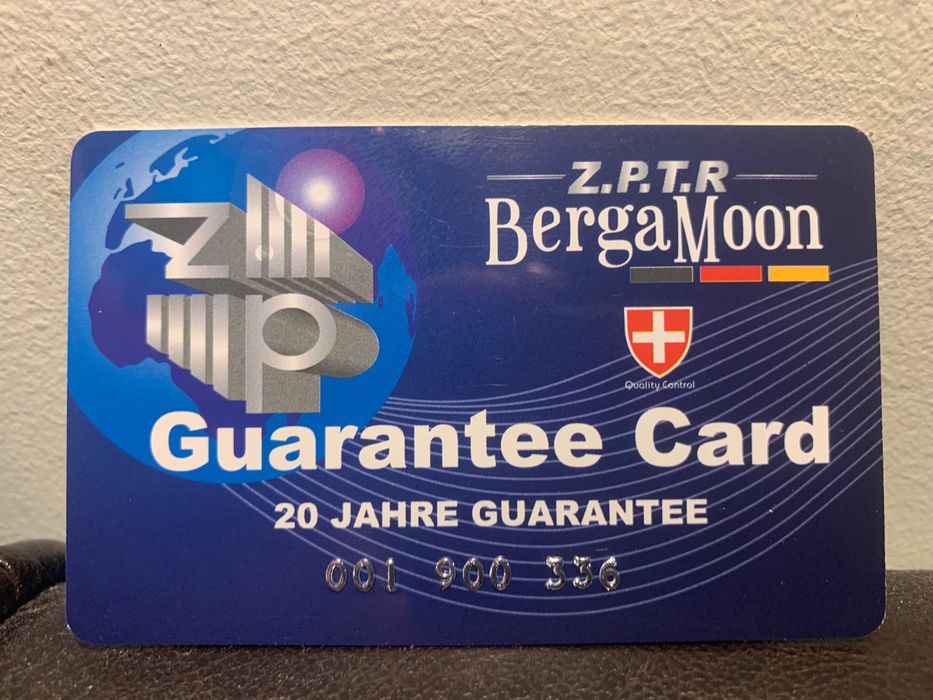 Z.P.T.R
BergaMoon
z.
p
Quality Control
Guarantee Card
20 JAHRE GUARANTEE
001 900 336